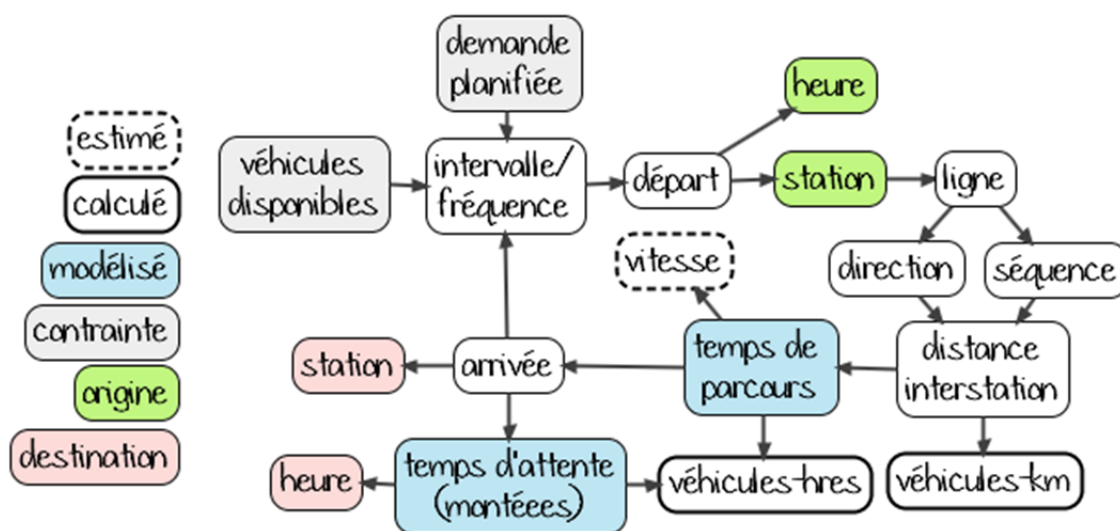 estimé
calculé
modélisé
contrainte
origine
destination
demande
planifiée
véhicules
disponibles
intervalle/
fréquence
départ
heure
station
ligne
direction
séquence
distance
interstation
vitesse
temps de
parcours
arrivée
station
temps d'attente
(montéees)
heure
véhicules-hres
véhicules-km